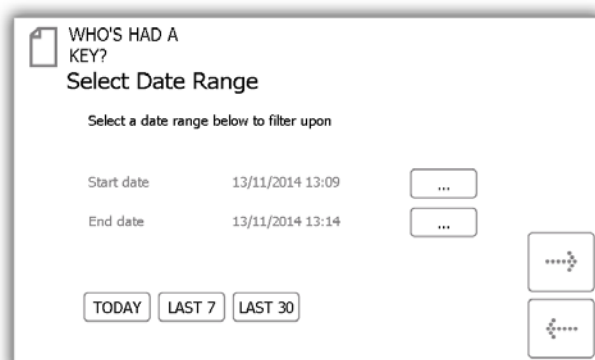 WHO'S HAD A
KEY?
Select Date Range
Select a date range below to filter upon
Start date 13/11/2014 13:09 ...
End date 13/11/2014 13:14 ...
TODAY LAST 7 LAST 30